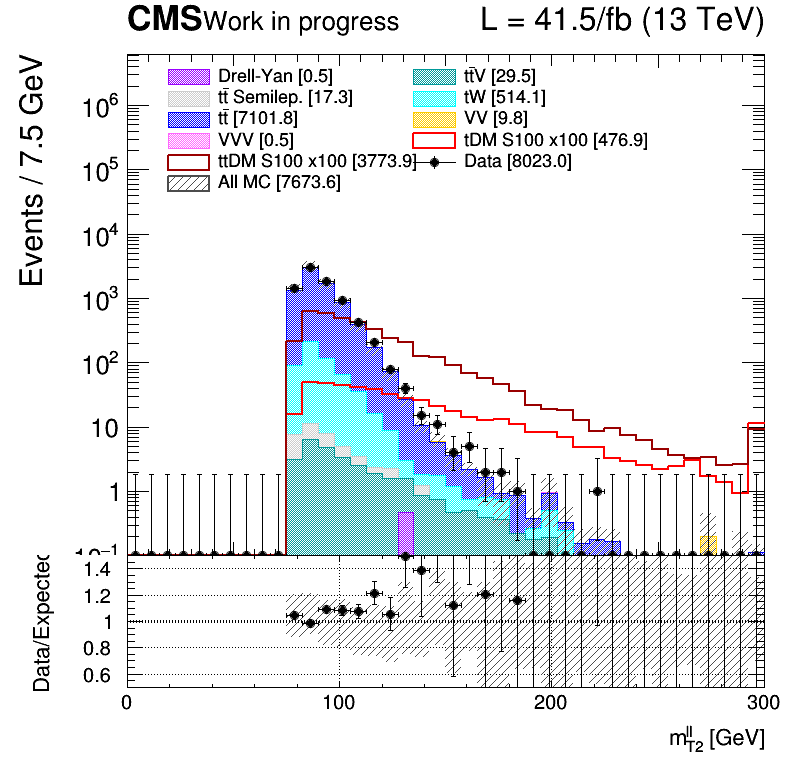 CMS Work in progress L = 41.5/fb (13 TeV)
Events / 7.5 GeV
Drell-Yan [0.5] tt̄V [29.5]
tt̄ Semilep. [17.3] tW [514.1]
tt̄ [7101.8] VV [9.8]
VVV [0.5] tDM S100 x100 [476.9]
ttDM S100 x100 [3773.9] Data [8023.0]
All MC [7673.6]
10⁶
10⁵
10⁴
10³
10²
10
1
10⁻¹
Data/Expected
1.4
1.2
1
0.8
0.6
0 100 200 300
m_T2^ll [GeV]